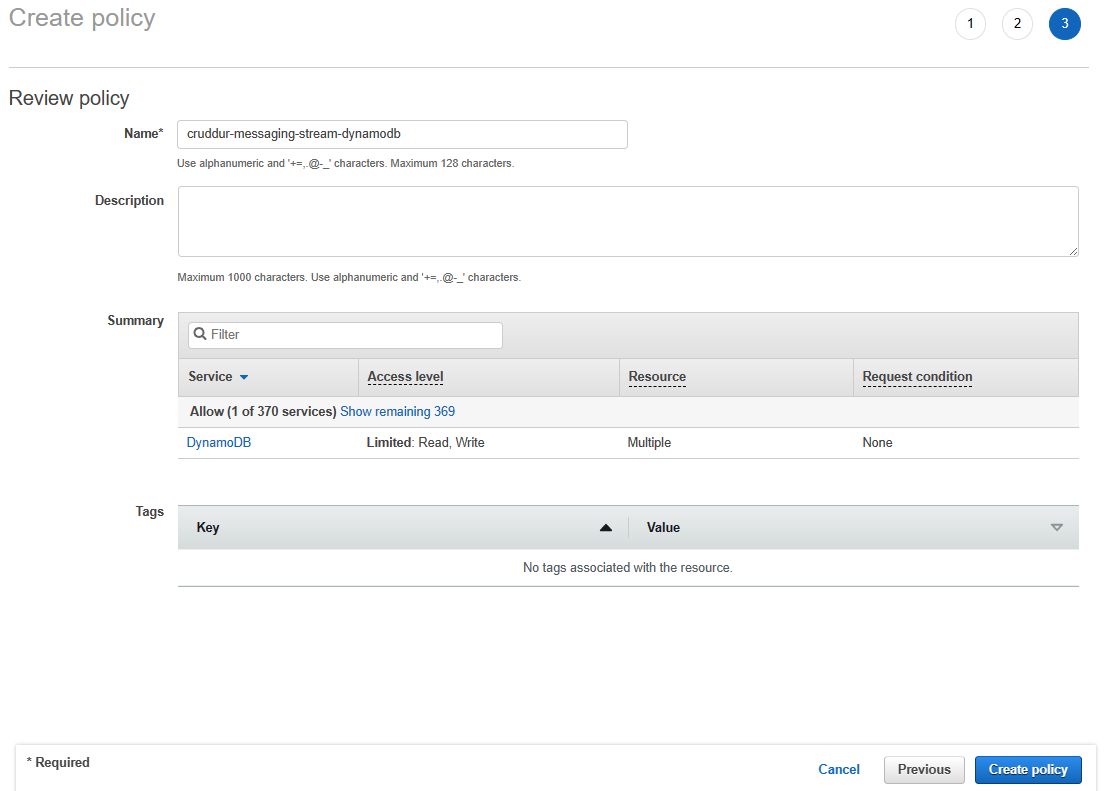 Create policy
1 2 3
Review policy
Name* cruddur-messaging-stream-dynamodb
Use alphanumeric and '+=,.@-_' characters. Maximum 128 characters.
Description
Maximum 1000 characters. Use alphanumeric and '+=,.@-_' characters.
Summary
Filter
Service Access level Resource Request condition
Allow (1 of 370 services) Show remaining 369
DynamoDB Limited: Read, Write Multiple None
Tags
Key Value
No tags associated with the resource.
* Required
Cancel Previous Create policy